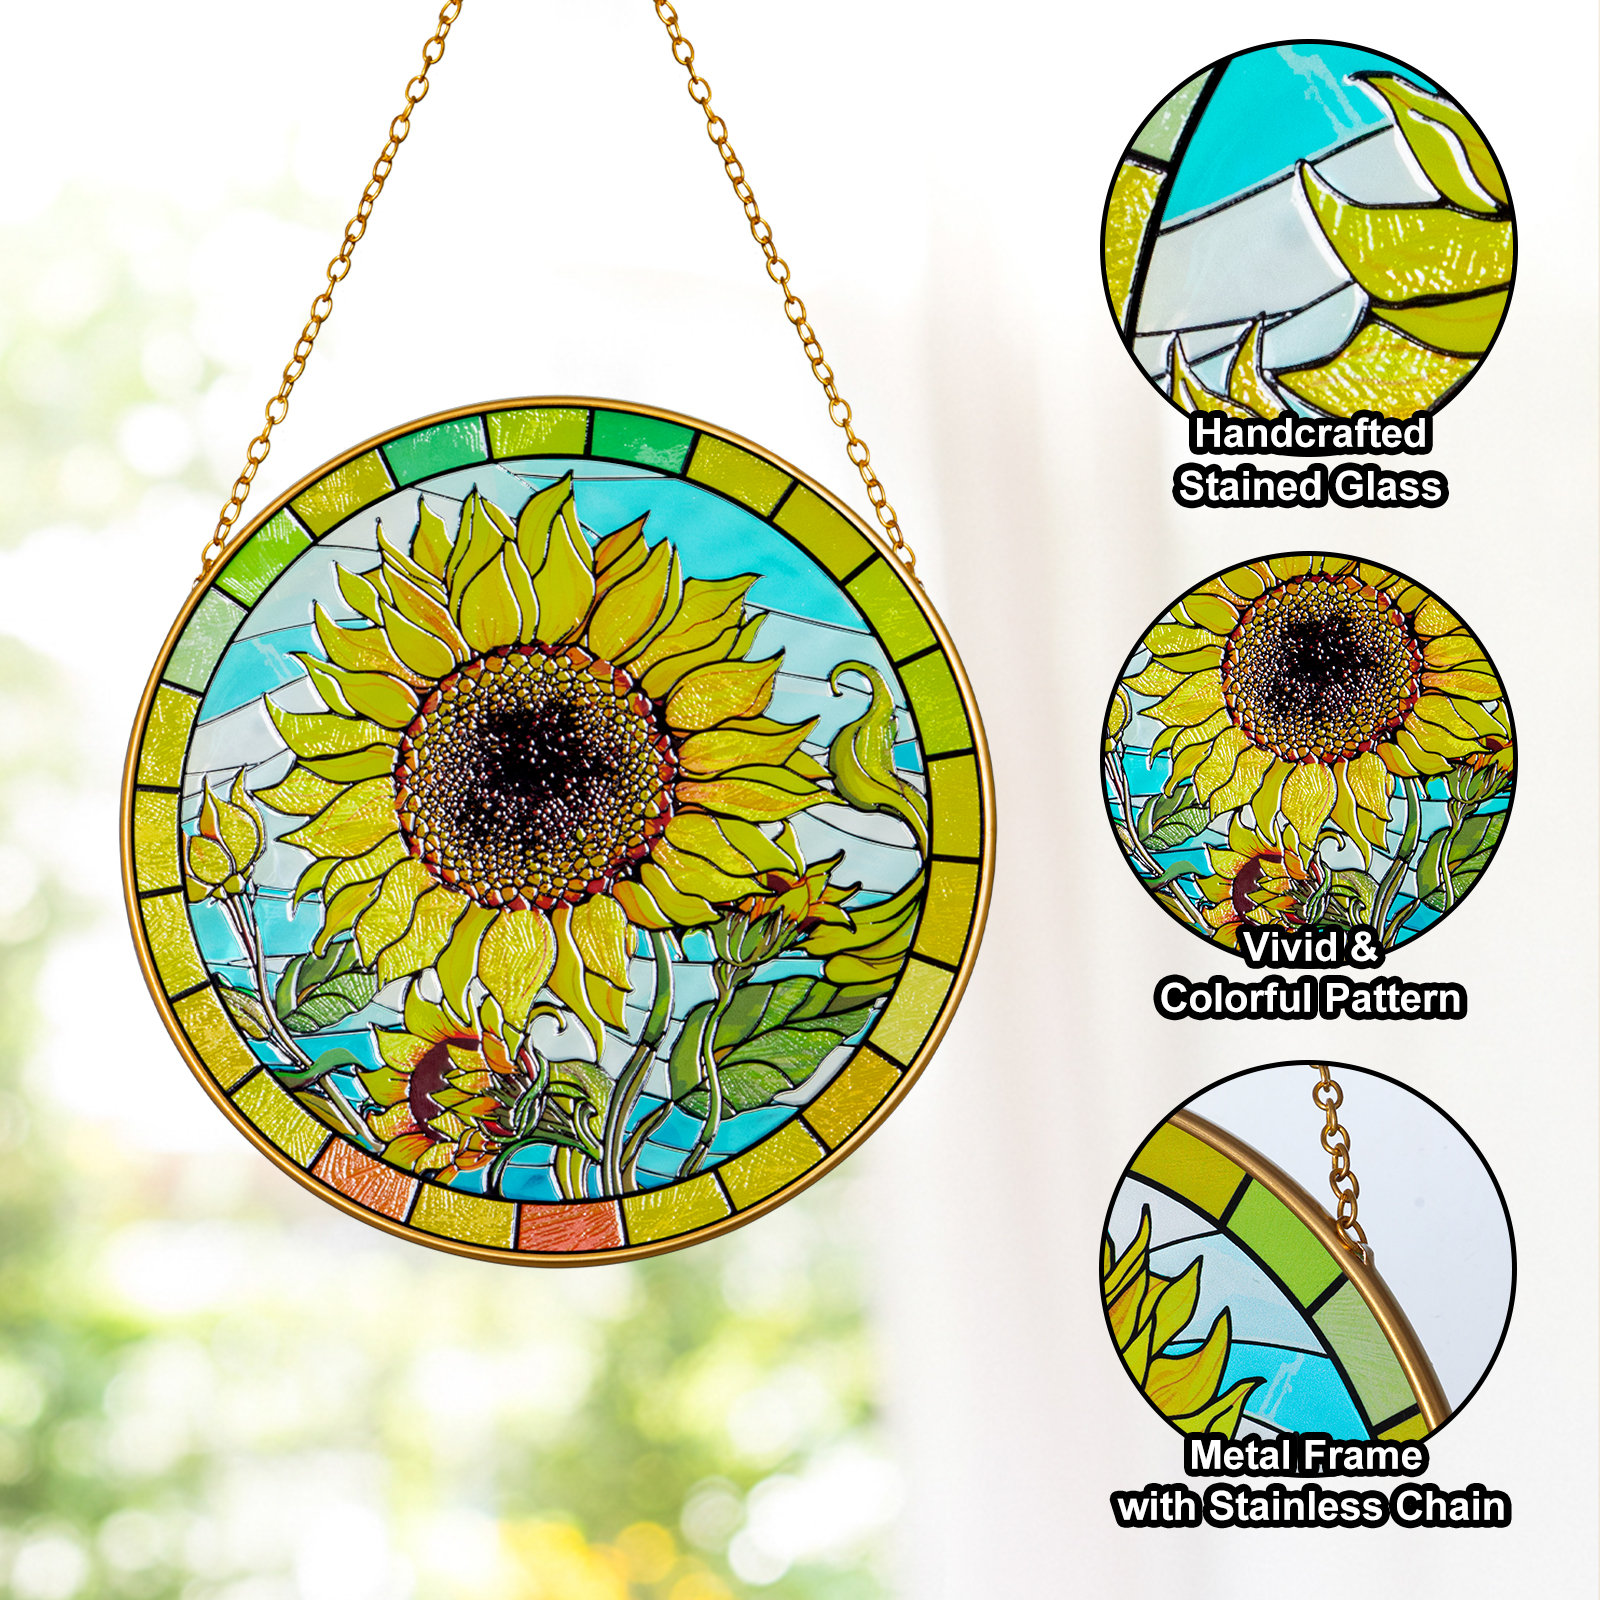 Handcrafted
Stained Glass
Vivid &
Colorful Pattern
Metal Frame
with Stainless Chain